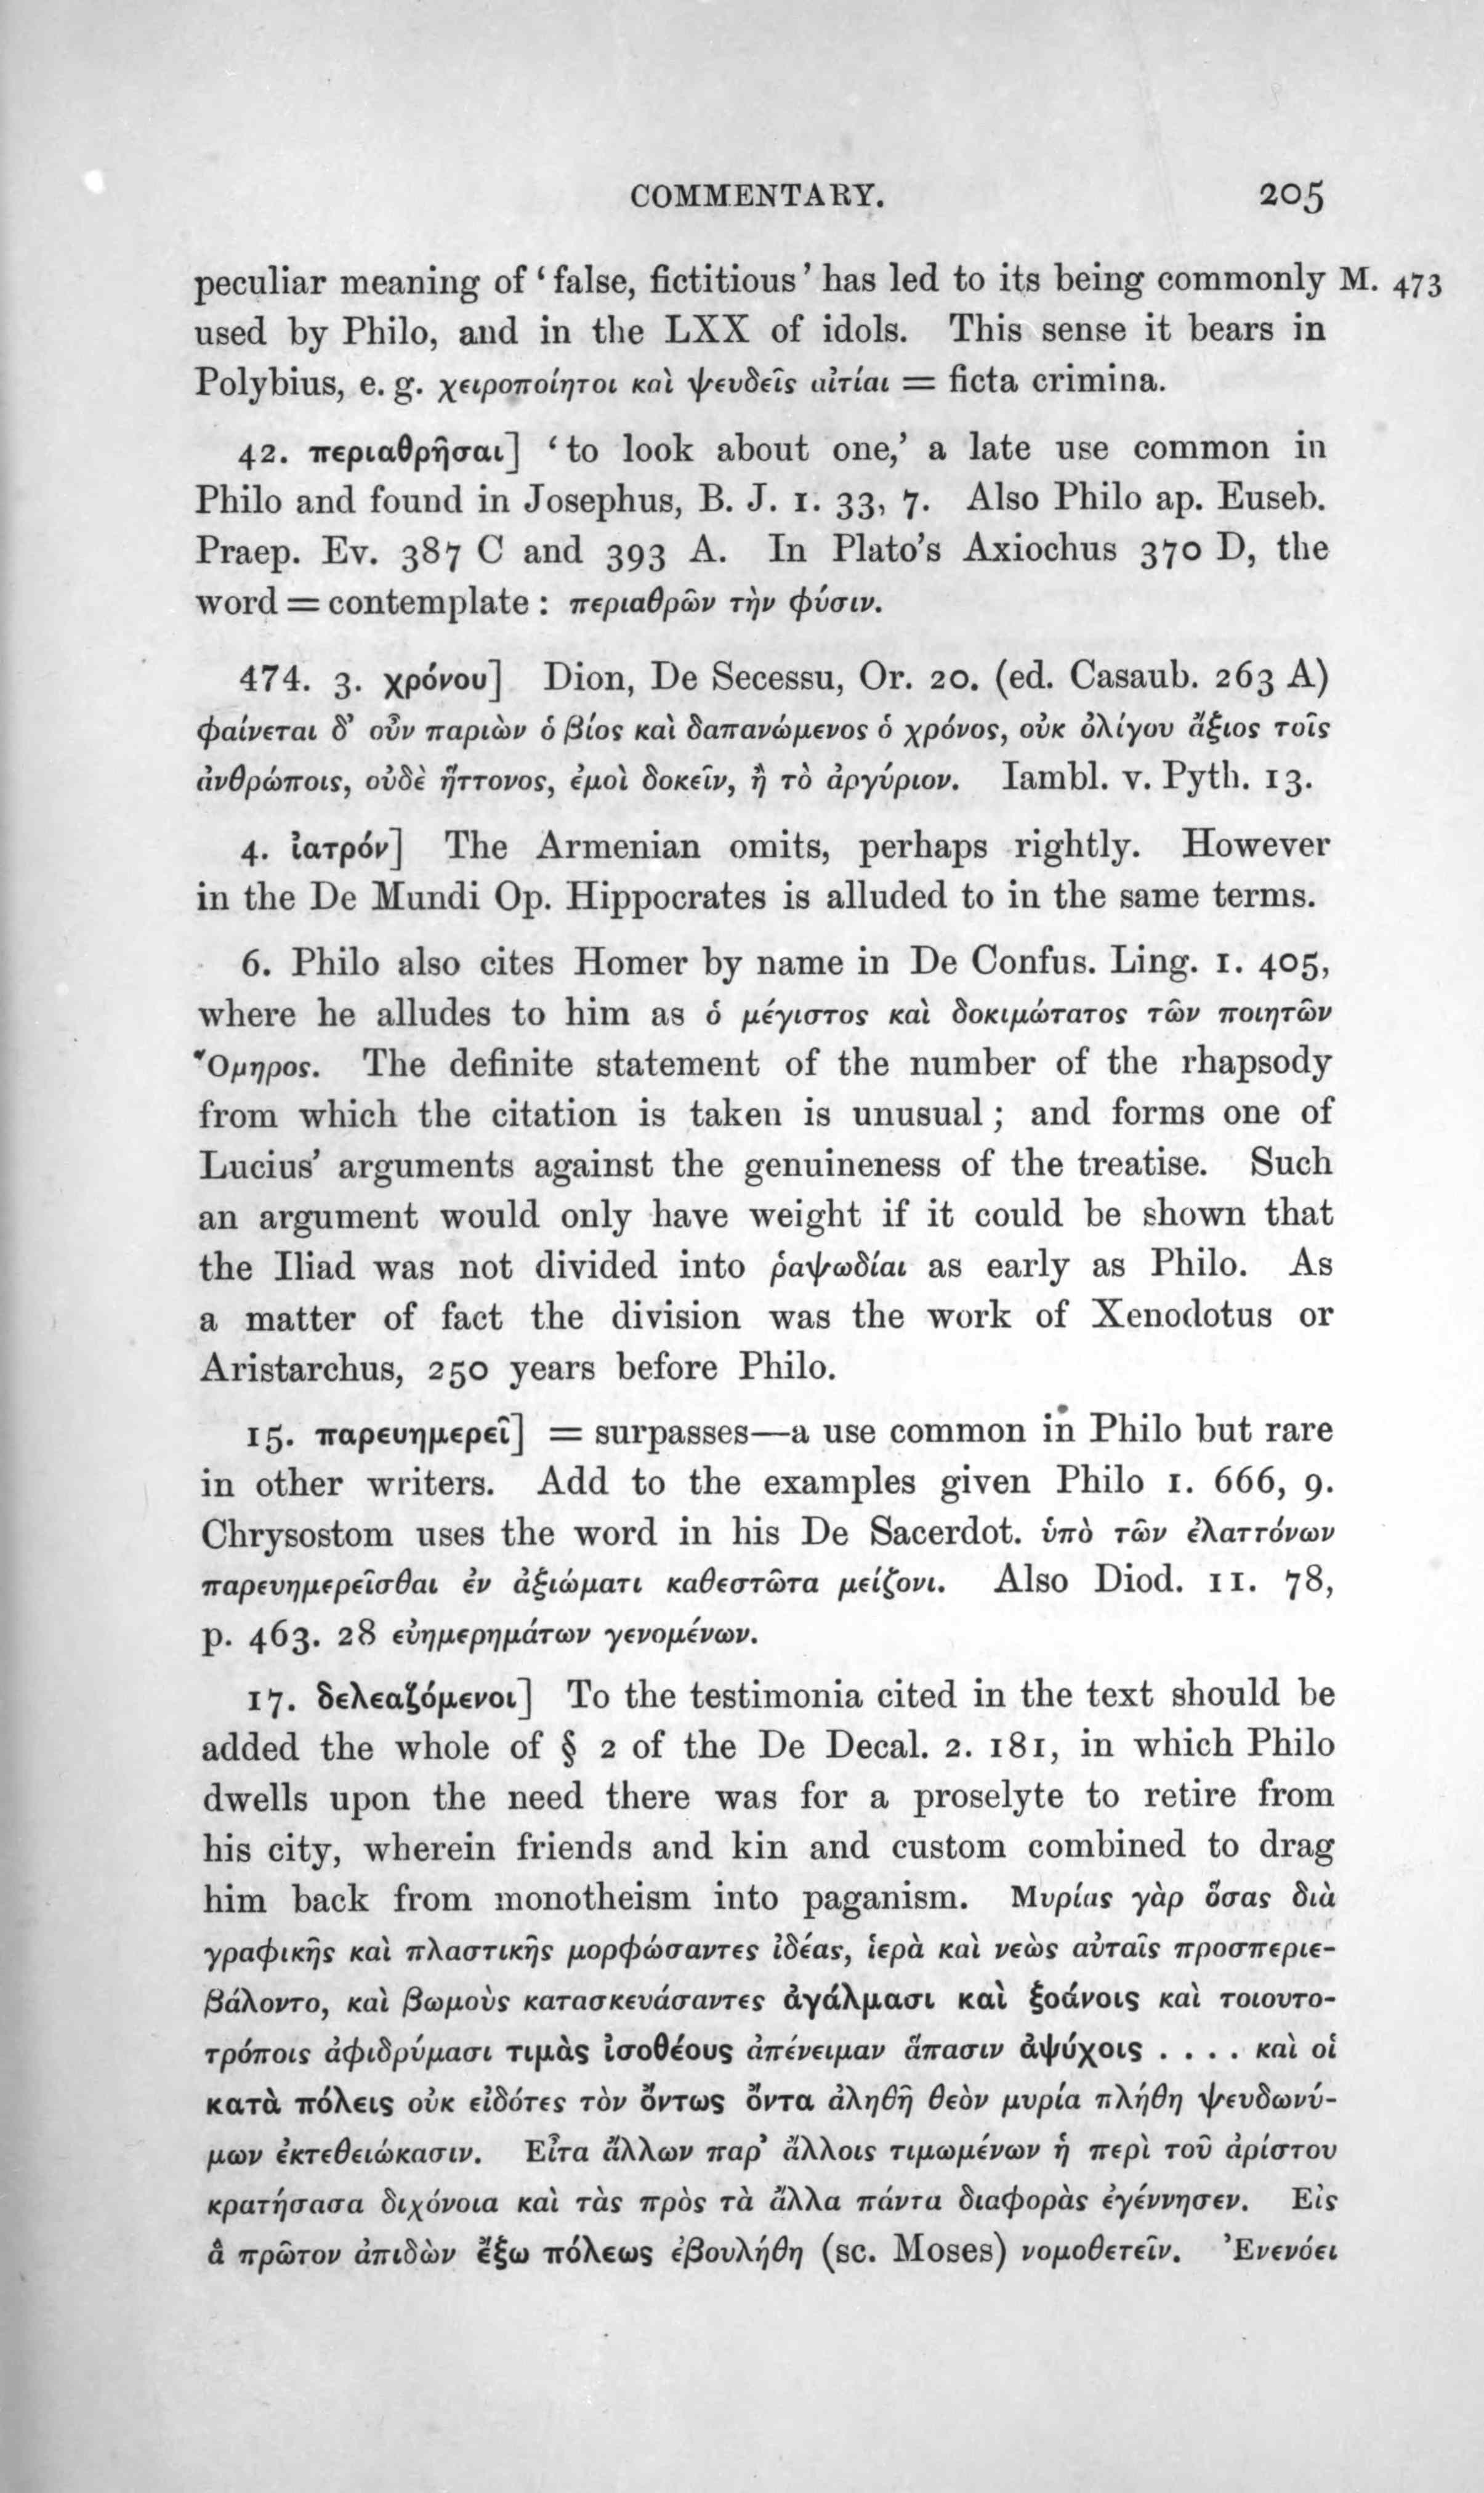 COMMENTARY. 205
peculiar meaning of ‘false, fictitious’ has led to its being commonly M. 473
used by Philo, and in the LXX of idols. This sense it bears in
Polybius, e. g. χειροποίητοι καὶ ψευδεῖς αἰτίαι = ficta crimina.
42. περιαθρῆσαι] ‘to look about one,’ a late use common in
Philo and found in Josephus, B. J. 1. 33, 7. Also Philo ap. Euseb.
Praep. Ev. 387 C and 393 A. In Plato’s Axiochus 370 D, the
word = contemplate : περιαθρῶν τὴν φύσιν.
474. 3. χρόνου] Dion, De Secessu, Or. 20. (ed. Casaub. 263 A)
φαίνεται δ’ οὖν παριὼν ὁ βίος καὶ δαπανώμενος ὁ χρόνος, οὐκ ὀλίγου ἄξιος τοῖς
ἀνθρώποις, οὐδὲ ἥττονος, ἐμοὶ δοκεῖν, ἢ τὸ ἀργύριον. Iambl. v. Pyth. 13.
4. ἰατρόν] The Armenian omits, perhaps rightly. However
in the De Mundi Op. Hippocrates is alluded to in the same terms.
6. Philo also cites Homer by name in De Confus. Ling. 1. 405,
where he alludes to him as ὁ μέγιστος καὶ δοκιμώτατος τῶν ποιητῶν
Ὅμηρος. The definite statement of the number of the rhapsody
from which the citation is taken is unusual ; and forms one of
Lucius’ arguments against the genuineness of the treatise. Such
an argument would only have weight if it could be shown that
the Iliad was not divided into ῥαψωδίαι as early as Philo. As
a matter of fact the division was the work of Xenodotus or
Aristarchus, 250 years before Philo.
15. παρευημερεῖ] = surpasses—a use common in Philo but rare
in other writers. Add to the examples given Philo 1. 666, 9.
Chrysostom uses the word in his De Sacerdot. ὑπὸ τῶν ἐλαττόνων
παρευημερεῖσθαι ἐν ἀξιώματι καθεστῶτα μείζονι. Also Diod. 11. 78,
p. 463. 28 εὐημερημάτων γενομένων.
17. δελεαζόμενοι] To the testimonia cited in the text should be
added the whole of § 2 of the De Decal. 2. 181, in which Philo
dwells upon the need there was for a proselyte to retire from
his city, wherein friends and kin and custom combined to drag
him back from monotheism into paganism. Μυρίας γὰρ ὅσας διὰ
γραφικῆς καὶ πλαστικῆς μορφώσαντες ἰδέας, ἱερὰ καὶ νεὼς αὐταῖς προσπεριε-
βάλοντο, καὶ βωμοὺς κατασκευάσαντες ἀγάλμασι καὶ ξοάνοις καὶ τοιουτο-
τρόποις ἀφιδρύμασι τιμὰς ἰσοθέους ἀπένειμαν ἅπασιν ἀψύχοις . . . . καὶ οἱ
κατὰ πόλεις οὐκ εἰδότες τὸν ὄντως ὄντα ἀληθῆ θεὸν μυρία πλήθη ψευδωνύ-
μων ἐκτεθειώκασιν. Εἶτα ἄλλων παρ’ ἄλλοις τιμωμένων ἡ περὶ τοῦ ἀρίστου
κρατήσασα διχόνοια καὶ τὰς πρὸς τὰ ἄλλα πάντα διαφορὰς ἐγέννησεν. Εἰς
ἃ πρῶτον ἀπιδὼν ἔξω πόλεως ἐβουλήθη (sc. Moses) νομοθετεῖν. Ἐνενόει